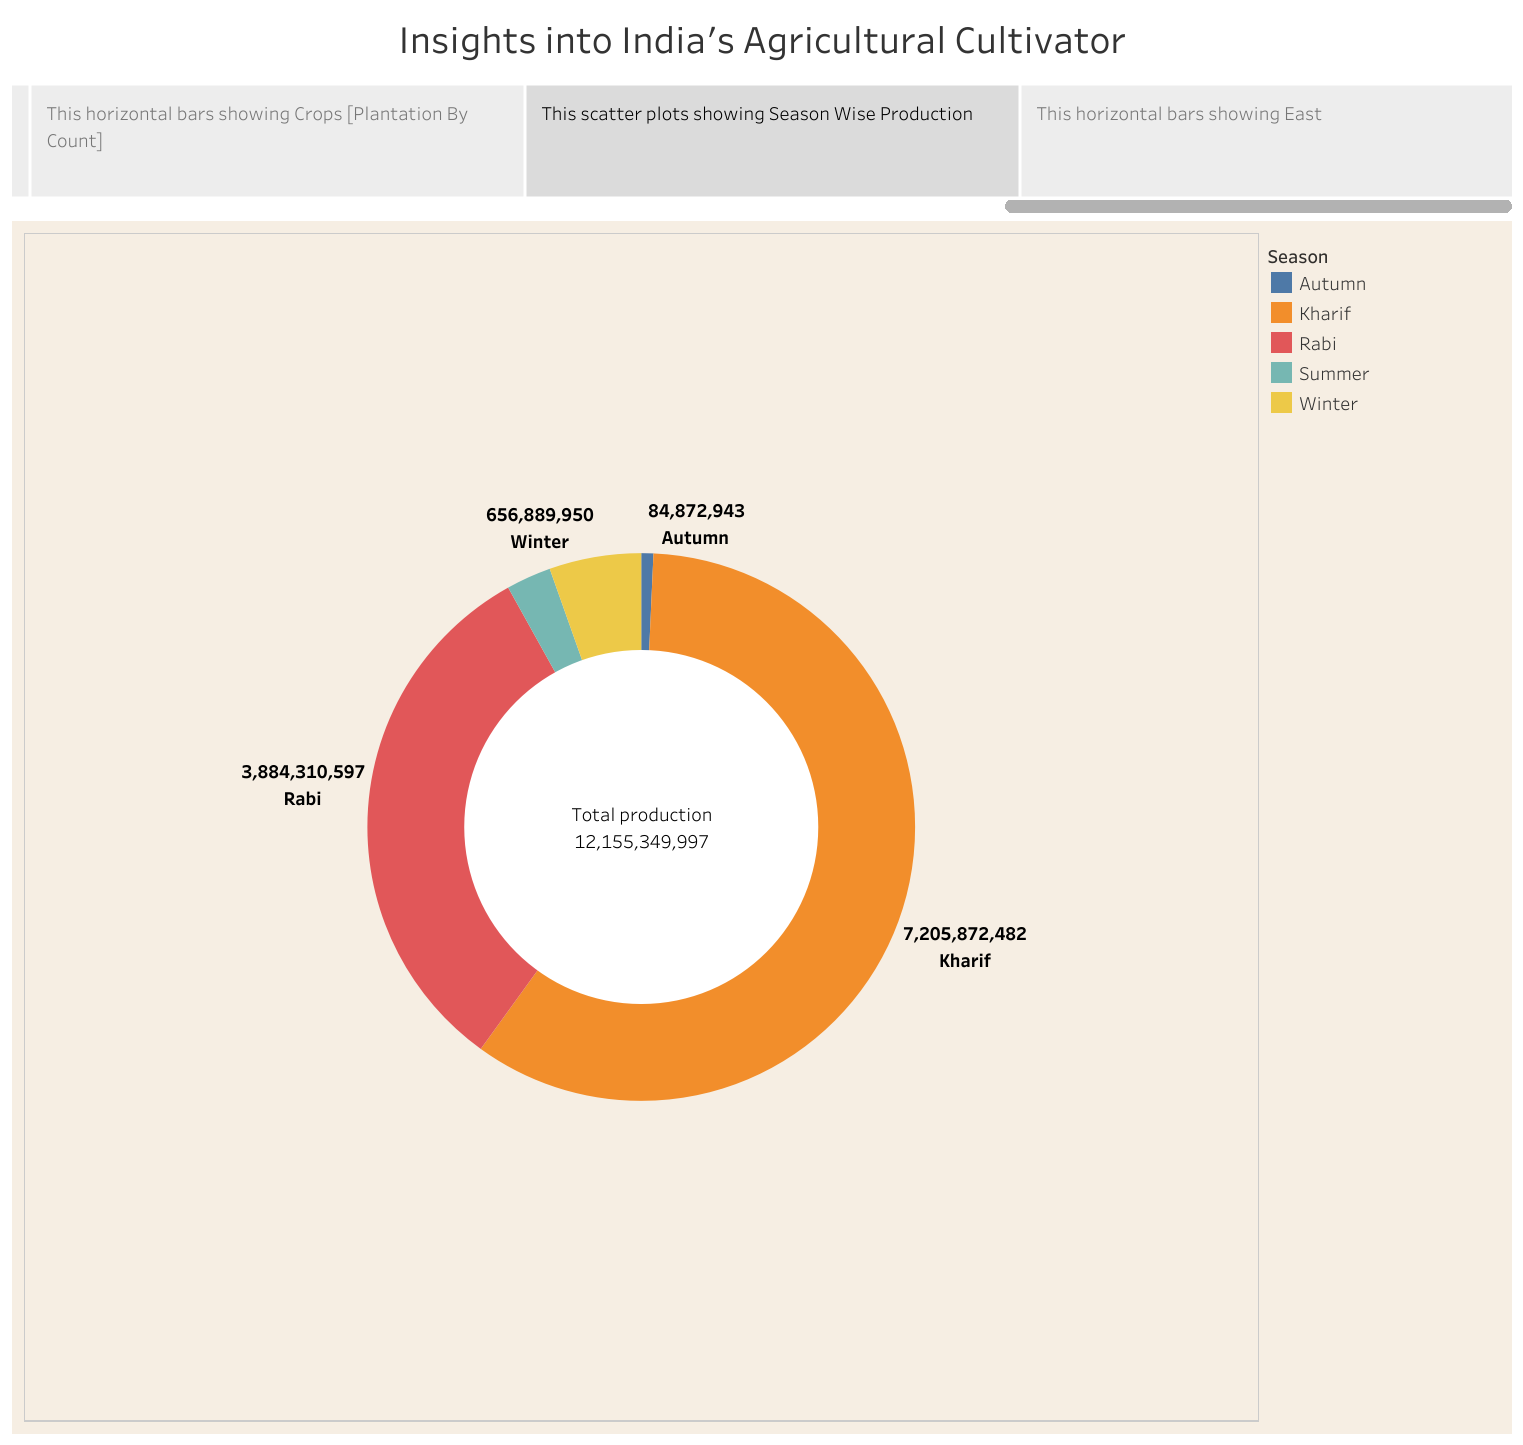 Insights into India's Agricultural Cultivator
This horizontal bars showing Crops [Plantation By
Count]
This scatter plots showing Season Wise Production
This horizontal bars showing East
Season
Autumn
Kharif
Rabi
Summer
Winter
656,889,950
Winter
84,872,943
Autumn
3,884,310,597
Rabi
Total production
12,155,349,997
7,205,872,482
Kharif